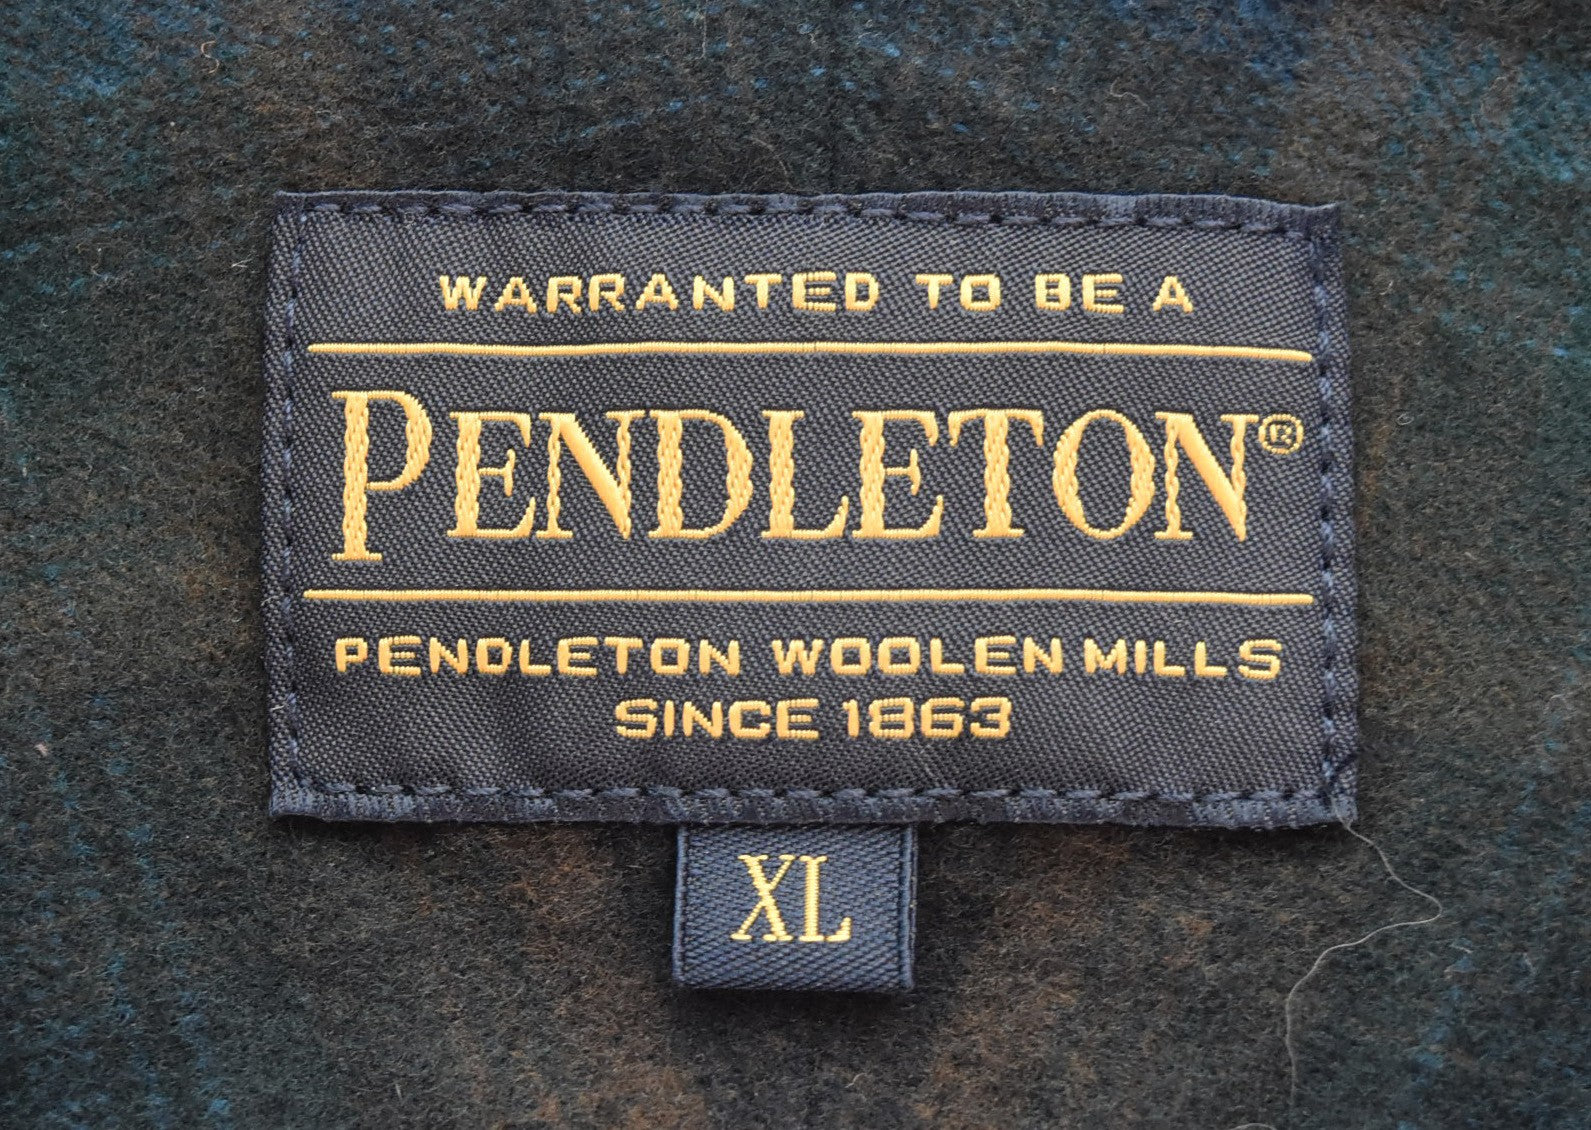 WARRANTED TO BE A
PENDLETON®
PENDLETON WOOLEN MILLS
SINCE 1863
XL